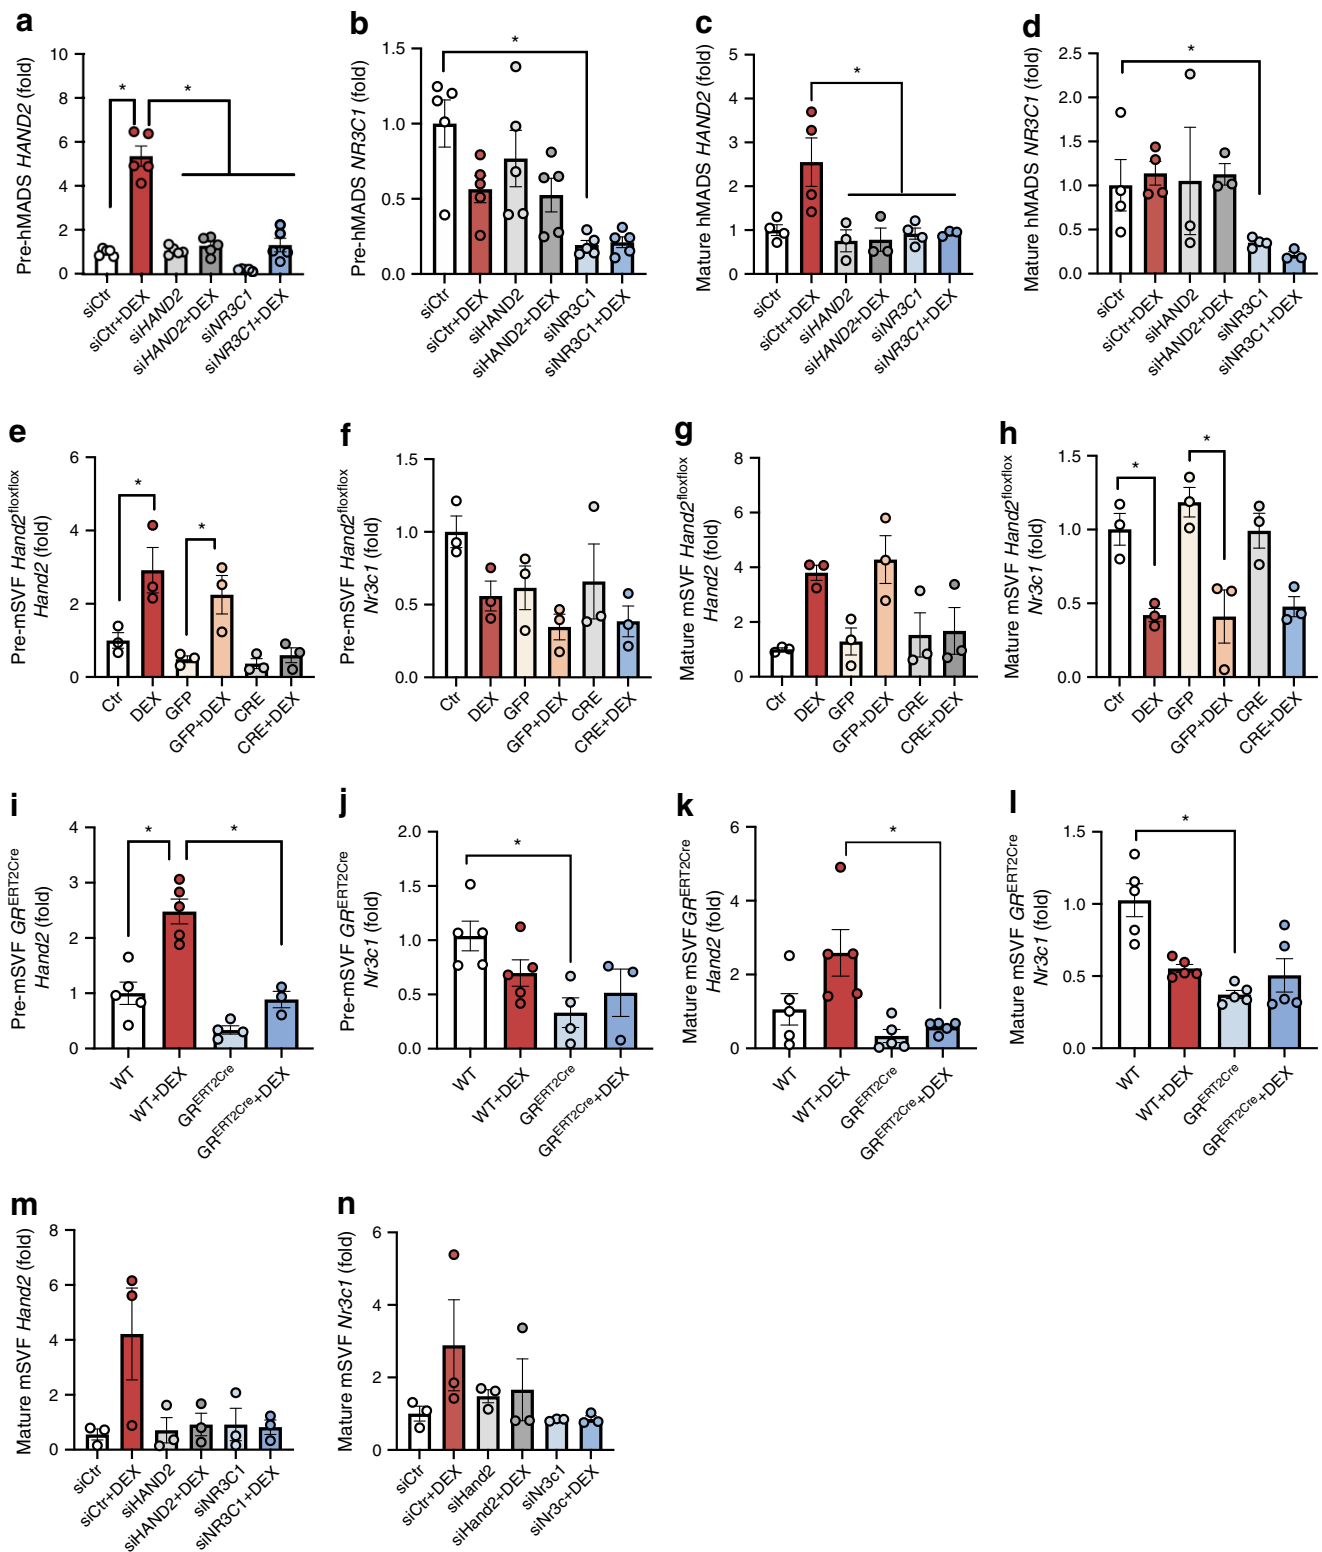 a
Pre-hMADS HAND2 (fold)
10
8
6
4
2
0
*
*
siCtr
siCtr+DEX
siHAND2
siHAND2+DEX
siNR3C1
siNR3C1+DEX
b
Pre-hMADS NR3C1 (fold)
1.5
1.0
0.5
0.0
*
siCtr
siCtr+DEX
siHAND2
siHAND2+DEX
siNR3C1
siNR3C1+DEX
c
Mature hMADS HAND2 (fold)
5
4
3
2
1
0
*
siCtr
siCtr+DEX
siHAND2
siHAND2+DEX
siNR3C1
siNR3C1+DEX
d
Mature hMADS NR3C1 (fold)
2.5
2.0
1.5
1.0
0.5
0.0
*
siCtr
siCtr+DEX
siHAND2
siHAND2+DEX
siNR3C1
siNR3C1+DEX
e
Pre-mSVF Hand2floxflox
Hand2 (fold)
6
4
2
0
*
*
Ctr
DEX
GFP
GFP+DEX
CRE
CRE+DEX
f
Pre-mSVF Hand2floxflox
Nr3c1 (fold)
1.5
1.0
0.5
0.0
Ctr
DEX
GFP
GFP+DEX
CRE
CRE+DEX
g
Mature mSVF Hand2floxflox
Hand2 (fold)
8
6
4
2
0
Ctr
DEX
GFP
GFP+DEX
CRE
CRE+DEX
h
Mature mSVF Hand2floxflox
Nr3c1 (fold)
1.5
1.0
0.5
0.0
*
*
Ctr
DEX
GFP
GFP+DEX
CRE
CRE+DEX
i
Pre-mSVF GRERT2Cre
Hand2 (fold)
4
3
2
1
0
*
*
WT
WT+DEX
GRERT2Cre
GRERT2Cre+DEX
j
Pre-mSVF GRERT2Cre
Nr3c1 (fold)
2.0
1.5
1.0
0.5
0.0
*
WT
WT+DEX
GRERT2Cre
GRERT2Cre+DEX
k
Mature mSVF GRERT2Cre
Hand2 (fold)
6
4
2
0
*
WT
WT+DEX
GRERT2Cre
GRERT2Cre+DEX
l
Mature mSVF GRERT2Cre
Nr3c1 (fold)
1.5
1.0
0.5
0.0
*
WT
WT+DEX
GRERT2Cre
GRERT2Cre+DEX
m
Mature mSVF Hand2 (fold)
8
6
4
2
0
siCtr
siCtr+DEX
siHAND2
siHAND2+DEX
siNR3C1
siNR3C1+DEX
n
Mature mSVF Nr3c1 (fold)
6
4
2
0
siCtr
siCtr+DEX
siHand2
siHand2+DEX
siNr3c1
siNr3c+DEX